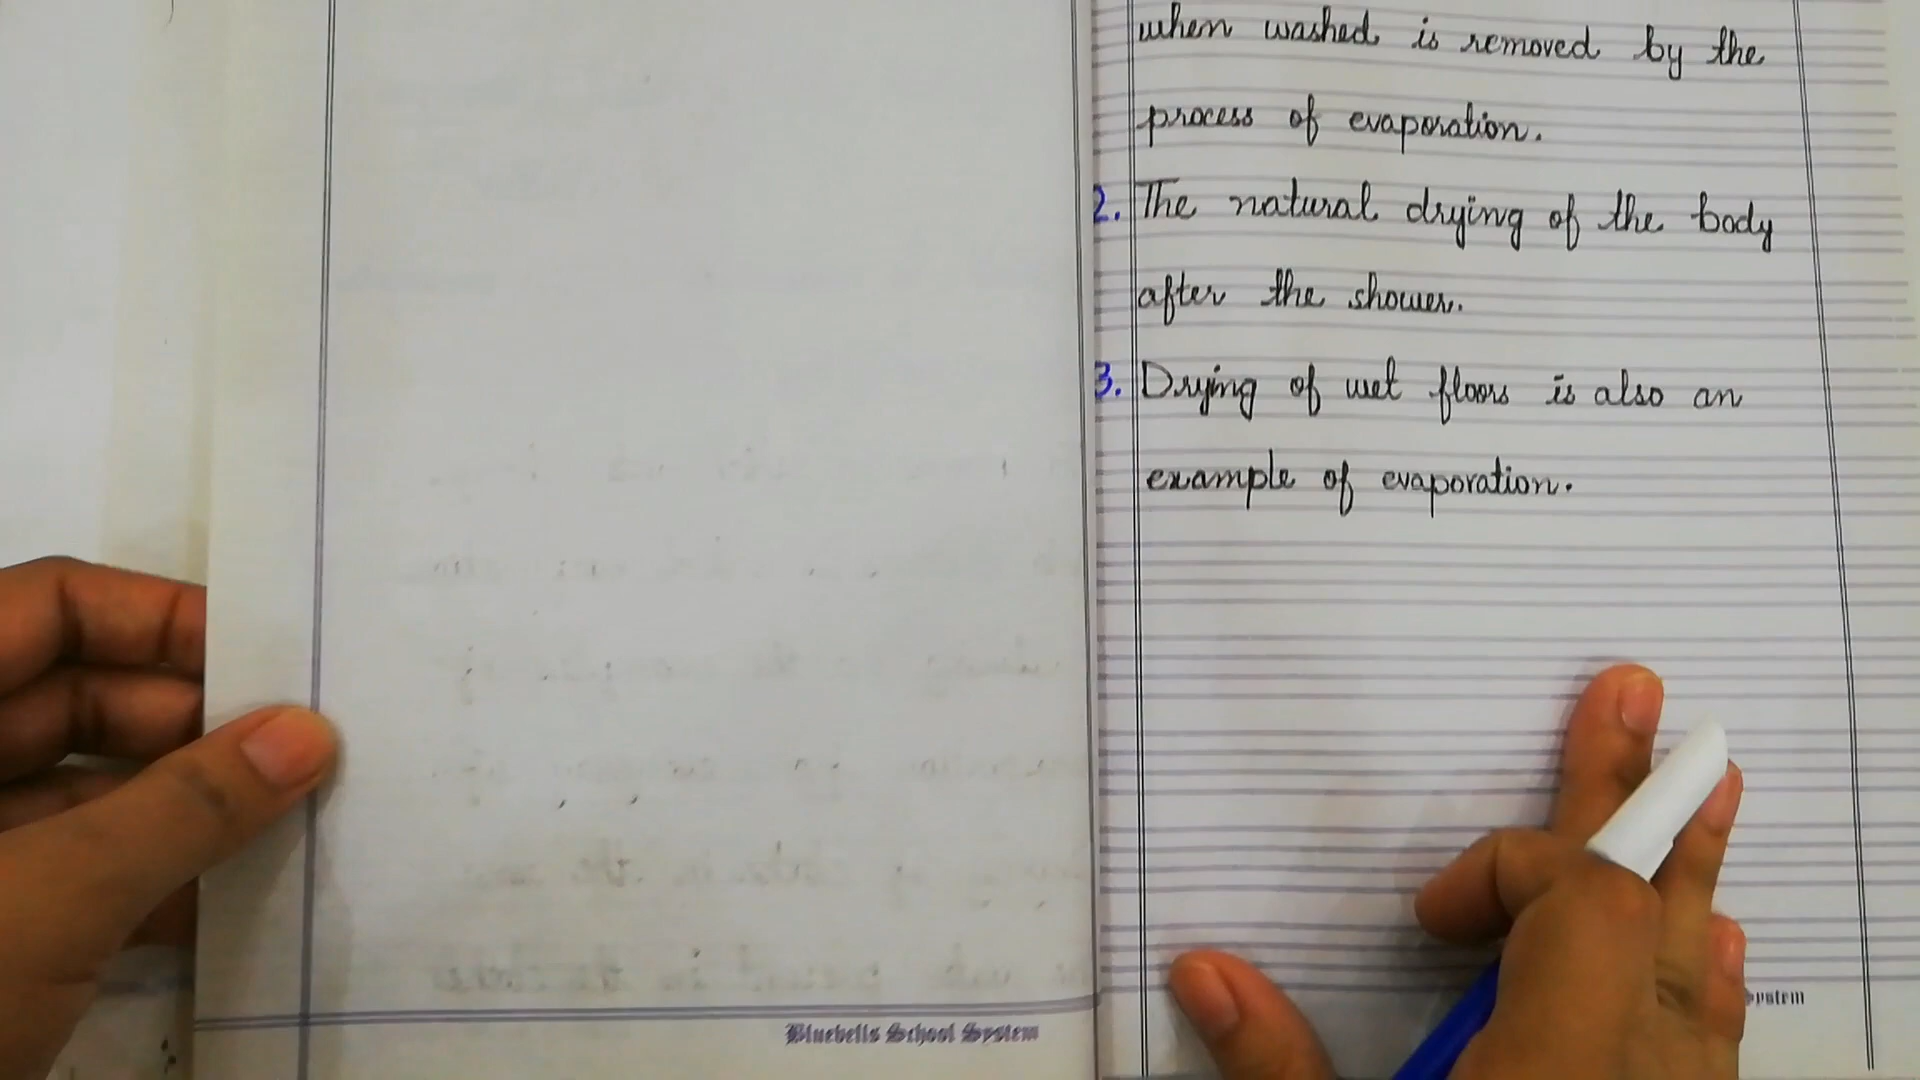 when washed is removed by the
process of evaporation.
2. The natural drying of the body
after the shower.
3. Drying of wet floors is also an
example of evaporation.
Bluebells School System
System